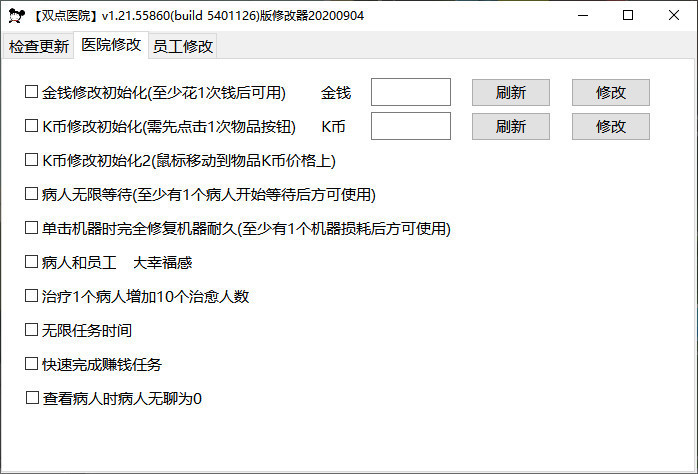 【双点医院】v1.21.55860(build 5401126)版修改器20200904
检查更新 医院修改 员工修改
金钱修改初始化(至少花1次钱后可用) 金钱 刷新 修改
K币修改初始化(需先点击1次物品按钮) K币 刷新 修改
K币修改初始化2(鼠标移动到物品K币价格上)
病人无限等待(至少有1个病人开始等待后方可使用)
单击机器时完全修复机器耐久(至少有1个机器损耗后方可使用)
病人和员工 大幸福感
治疗1个病人增加10个治愈人数
无限任务时间
快速完成赚钱任务
查看病人时病人无聊为0